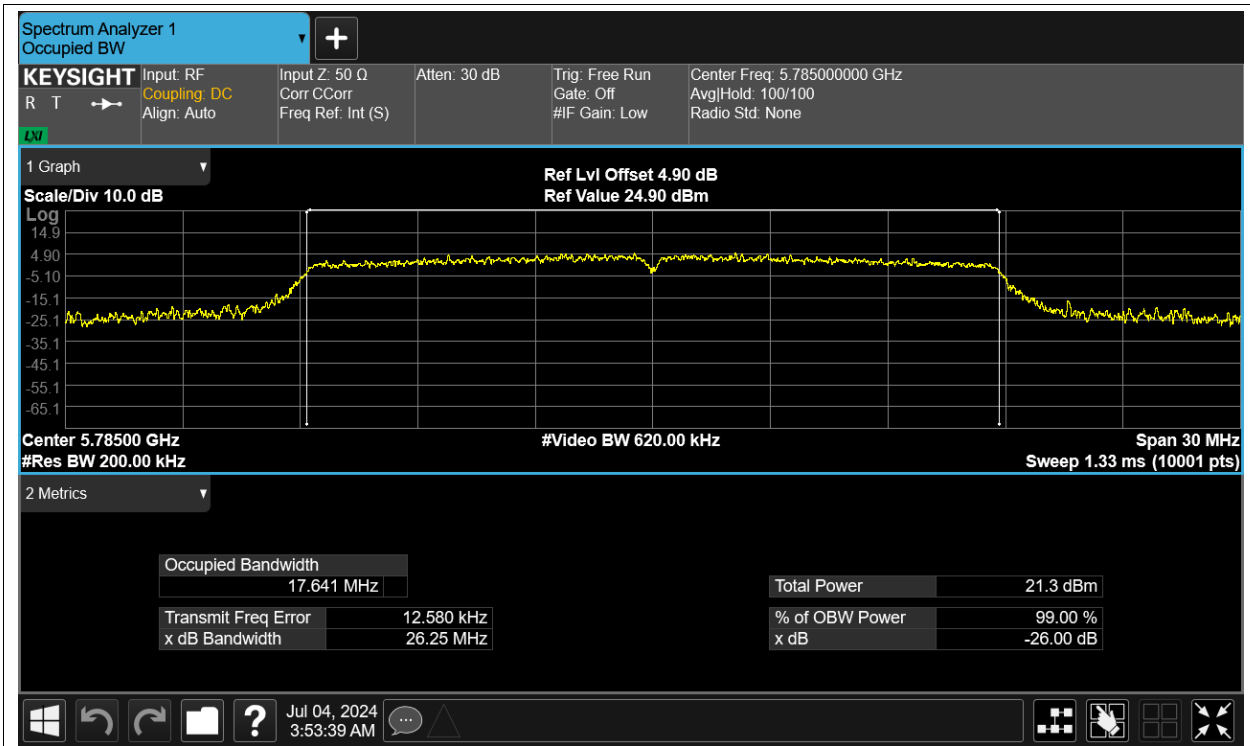 Spectrum Analyzer 1
Occupied BW
KEYSIGHT
R T
LXI
Input: RF
Coupling: DC
Align: Auto
Input Z: 50 Ω
Corr CCorr
Freq Ref: Int (S)
Atten: 30 dB
Trig: Free Run
Gate: Off
#IF Gain: Low
Center Freq: 5.785000000 GHz
Avg|Hold: 100/100
Radio Std: None
1 Graph
Scale/Div 10.0 dB
Ref Lvl Offset 4.90 dB
Ref Value 24.90 dBm
Log
14.9
4.90
-5.10
-15.1
-25.1
-35.1
-45.1
-55.1
-65.1
Center 5.78500 GHz
#Res BW 200.00 kHz
#Video BW 620.00 kHz
Span 30 MHz
Sweep 1.33 ms (10001 pts)
2 Metrics
Occupied Bandwidth
17.641 MHz
Transmit Freq Error 12.580 kHz
x dB Bandwidth 26.25 MHz
Total Power 21.3 dBm
% of OBW Power 99.00 %
x dB -26.00 dB
?
Jul 04, 2024
3:53:39 AM